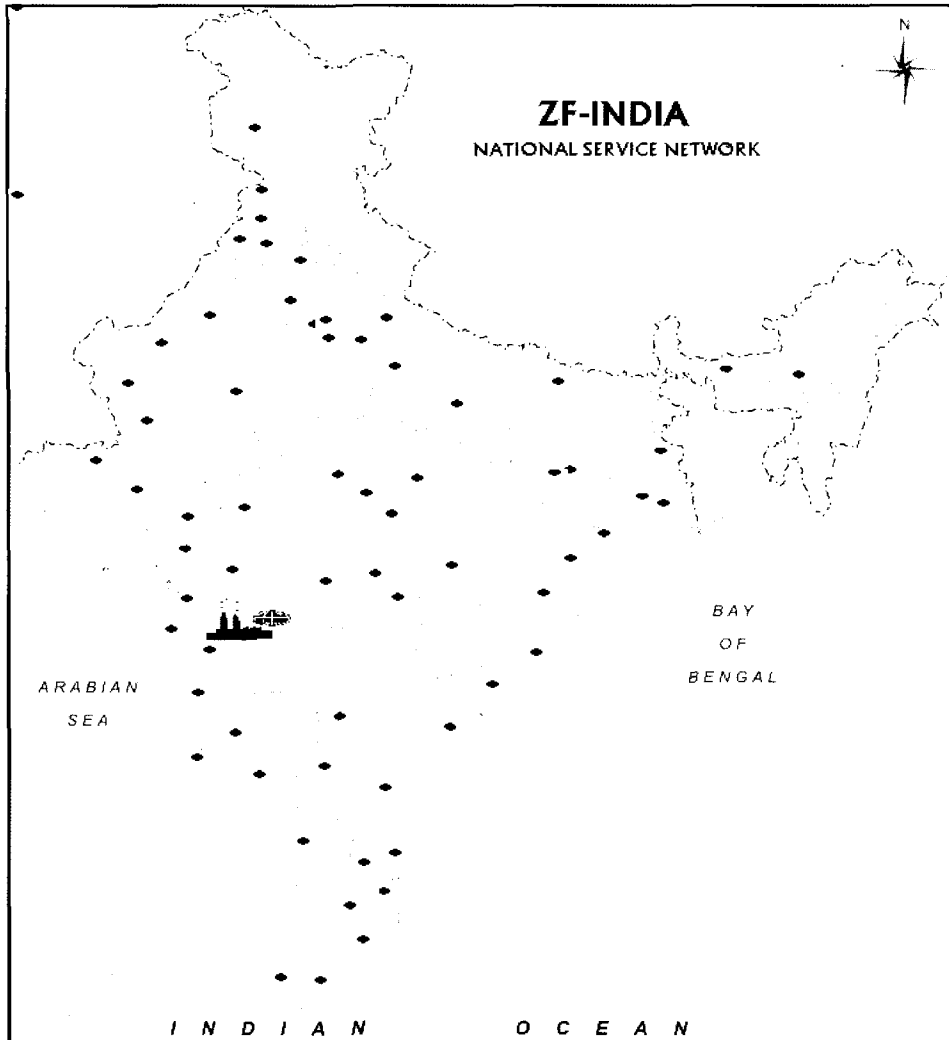 N
ZF-INDIA
NATIONAL SERVICE NETWORK
BAY
OF
BENGAL
ARABIAN
SEA
INDIAN OCEAN